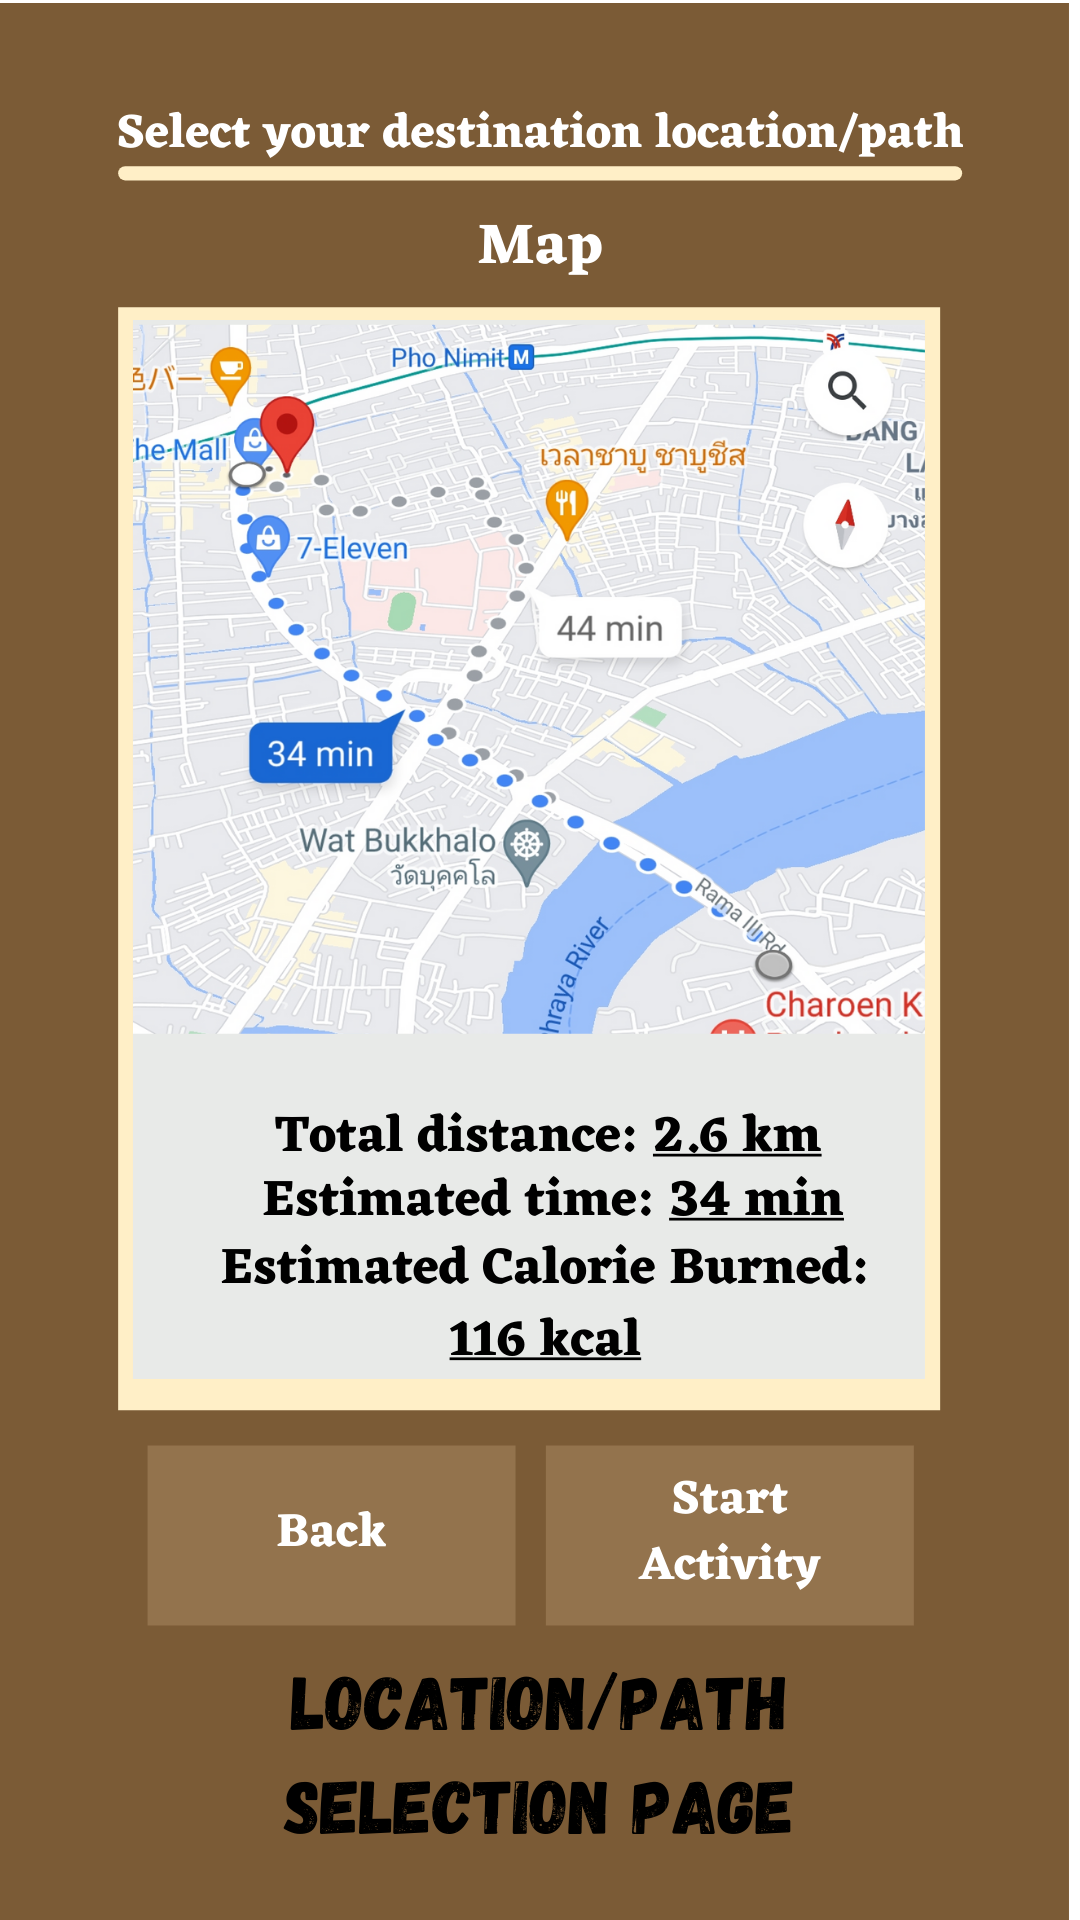 Select your destination location/path
Map
Pho Nimit M
色バー
he Mall
BANG
เวลาชาบู ชาบูชีส
7-Eleven
44 min
34 min
Wat Bukkhalo
วัดบุคคโล
Rama III Rd
hraya River
Charoen K
Total distance: 2.6 km
Estimated time: 34 min
Estimated Calorie Burned:
116 kcal
Back
Start
Activity
LOCATION/PATH
SELECTION PAGE